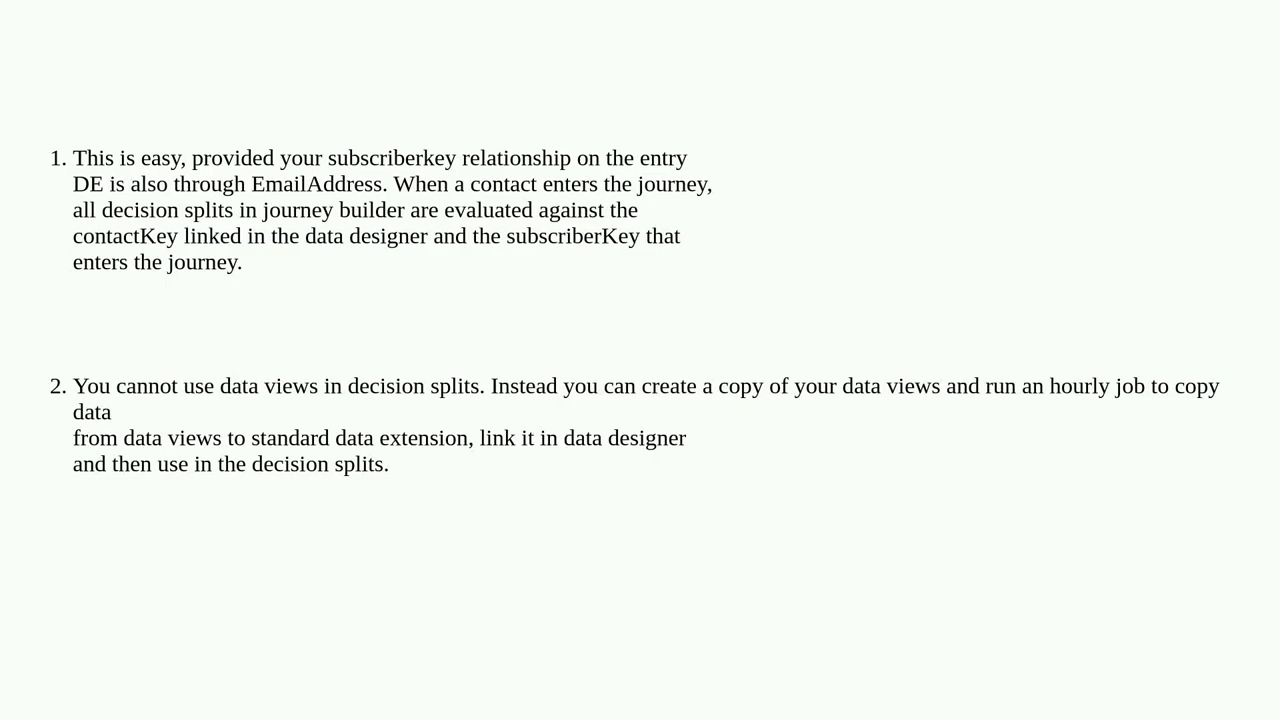 1. This is easy, provided your subscriberkey relationship on the entry
DE is also through EmailAddress. When a contact enters the journey,
all decision splits in journey builder are evaluated against the
contactKey linked in the data designer and the subscriberKey that
enters the journey.
2. You cannot use data views in decision splits. Instead you can create a copy of your data views and run an hourly job to copy
data
from data views to standard data extension, link it in data designer
and then use in the decision splits.